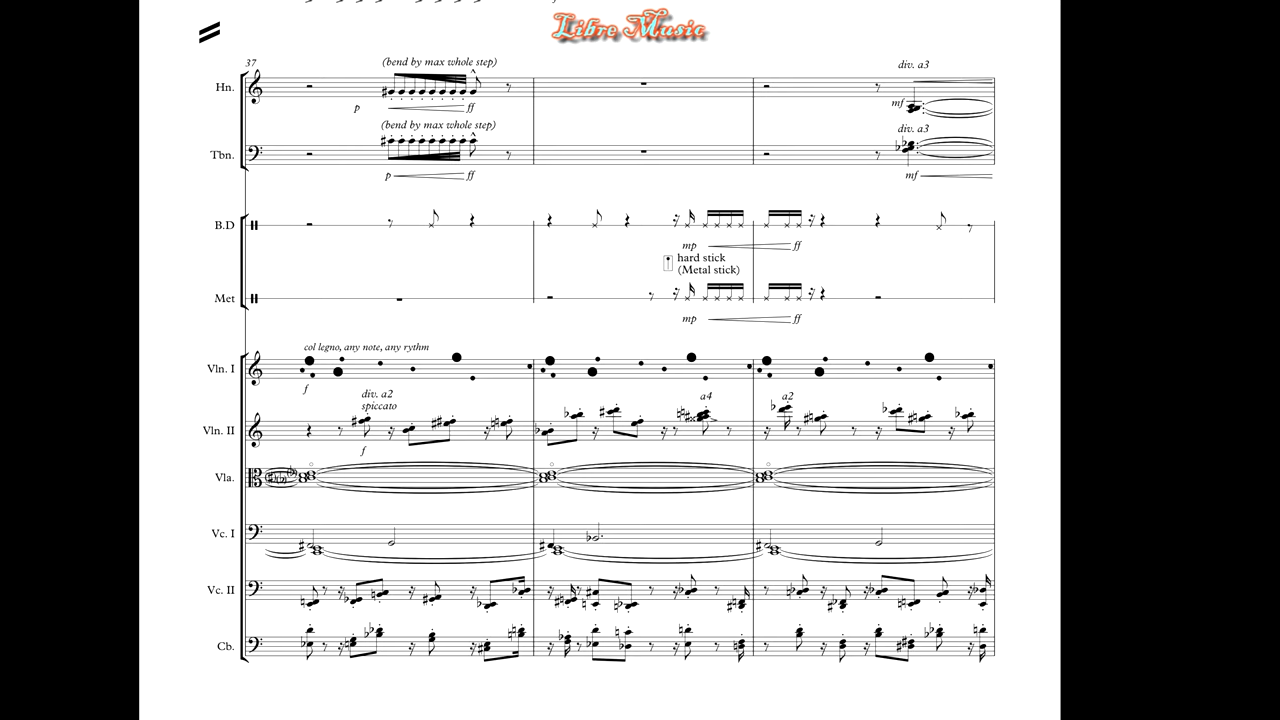 Libre Music
37
(bend by max whole step)
div. a3
Hn.
p
ff
mf
(bend by max whole step)
div. a3
Tbn.
p
ff
mf
B.D
mp
ff
hard stick
(Metal stick)
Met
mp
ff
col legno, any note, any rythm
Vln. I
f
div. a2
spiccato
a4
a2
Vln. II
f
Vla.
Vc. I
Vc. II
Cb.